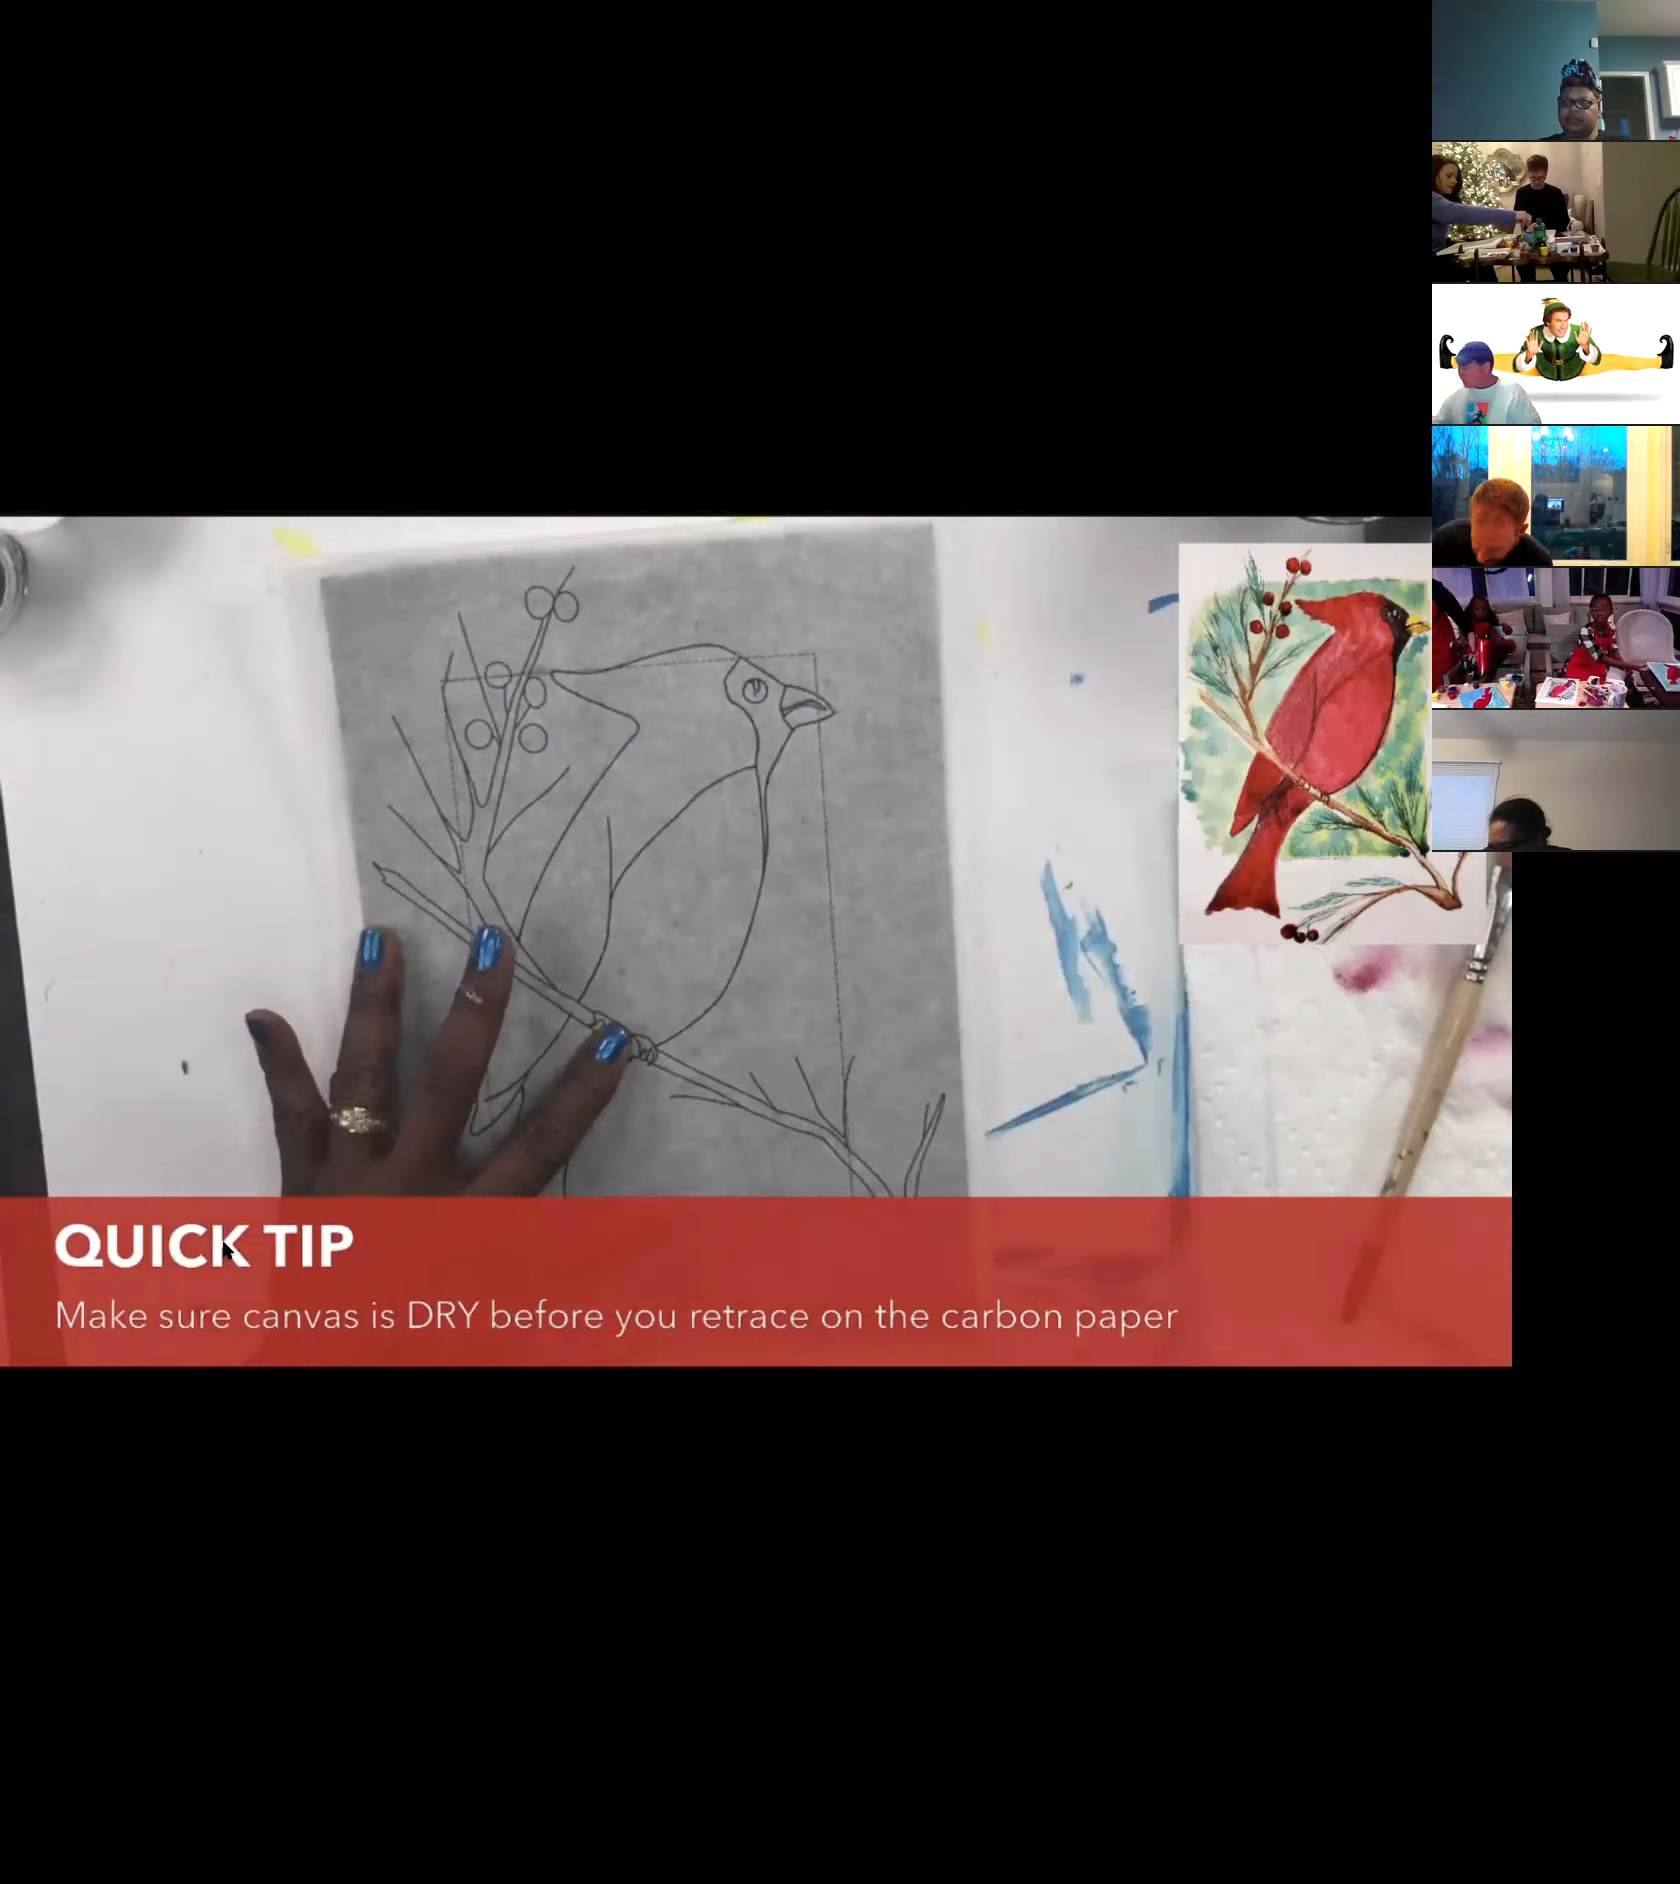 QUICK TIP
Make sure canvas is DRY before you retrace on the carbon paper